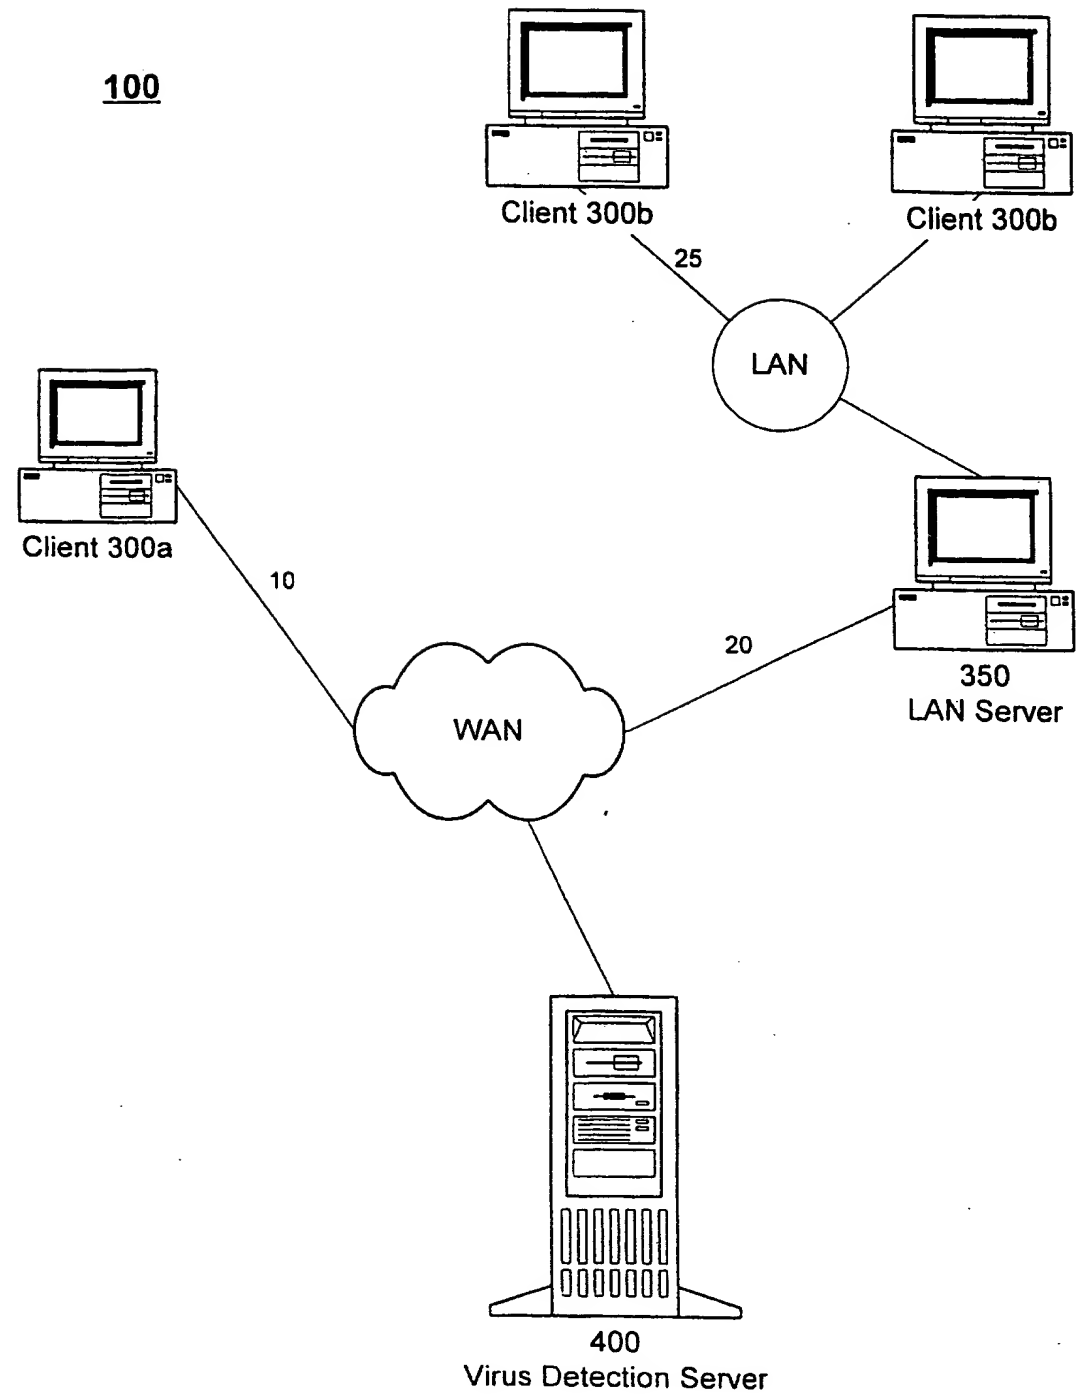 100
Client 300b
Client 300b
25
LAN
Client 300a
10
20
350
LAN Server
WAN
400
Virus Detection Server